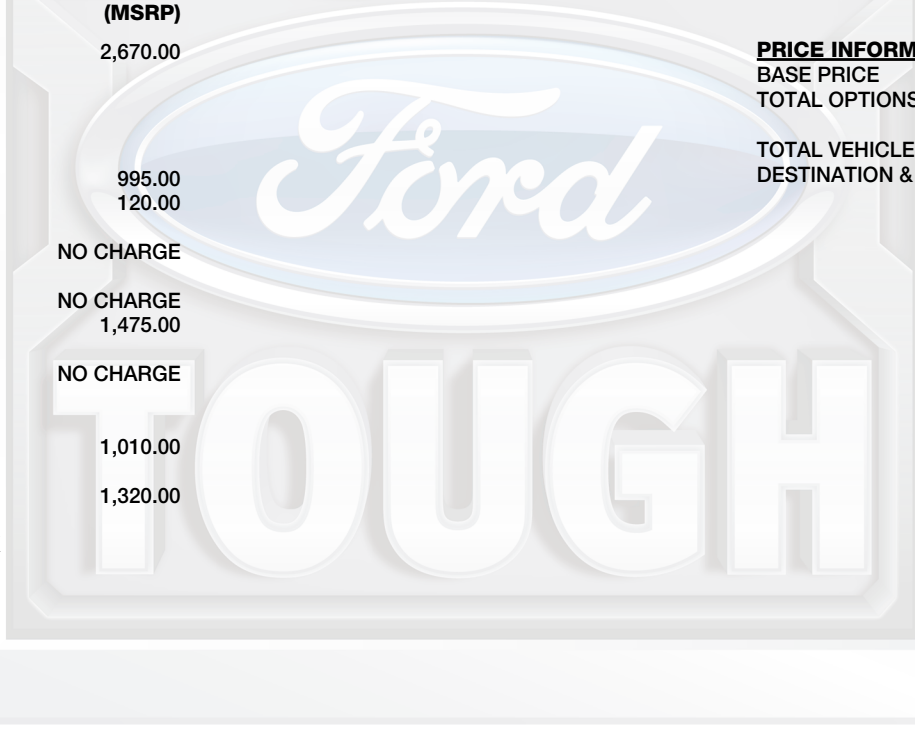 (MSRP)
2,670.00
995.00
120.00
NO CHARGE
NO CHARGE
1,475.00
NO CHARGE
1,010.00
1,320.00
PRICE INFORM
BASE PRICE
TOTAL OPTIONS
TOTAL VEHICLE
DESTINATION &
Ford
TOUGH